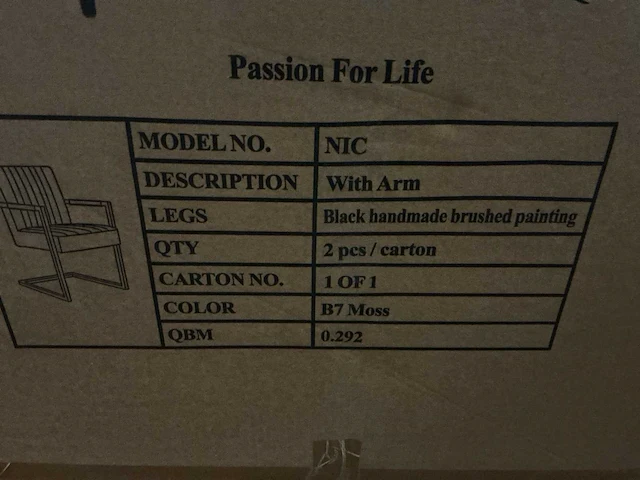 Passion For Life
MODEL NO. NIC
DESCRIPTION With Arm
LEGS Black handmade brushed painting
QTY 2 pcs / carton
CARTON NO. 1 OF 1
COLOR B7 Moss
QBM 0.292